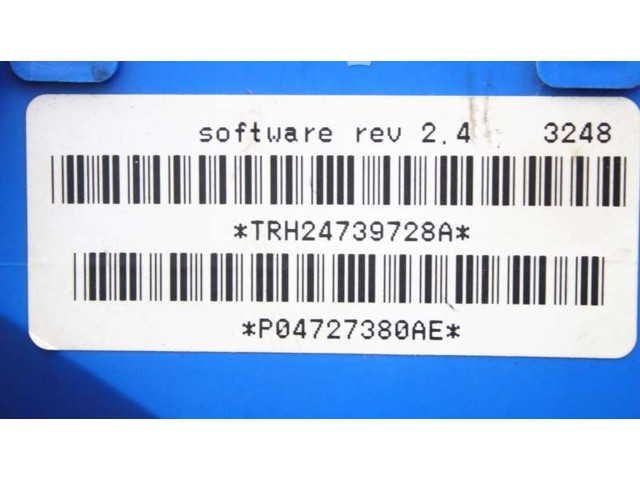 software rev 2.4 3248
*TRH24739728A*
*P04727380AE*